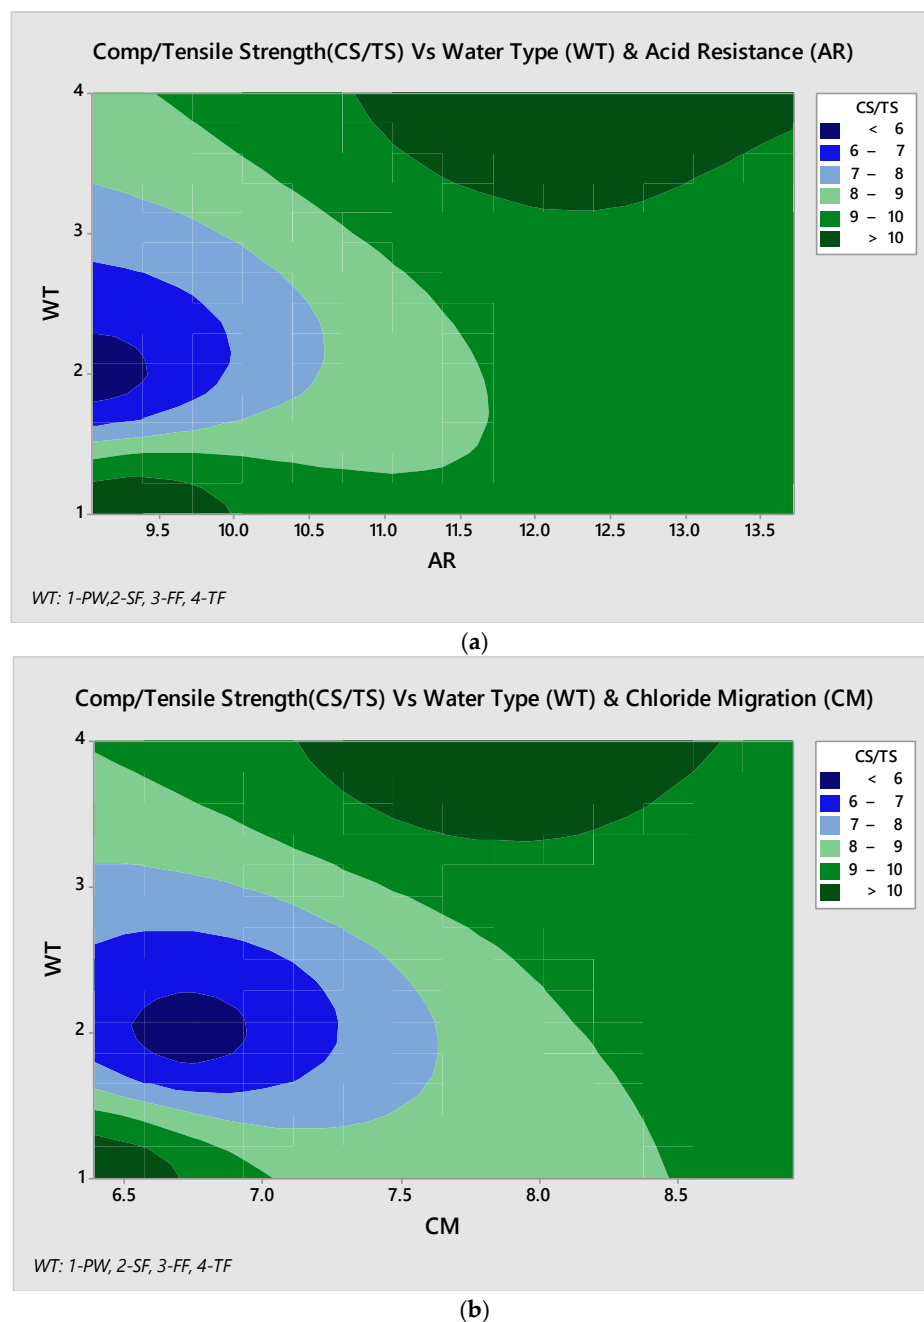 Comp/Tensile Strength(CS/TS) Vs Water Type (WT) & Acid Resistance (AR)
CS/TS
< 6
6 – 7
7 – 8
8 – 9
9 – 10
> 10
4
3
2
1
WT
9.5 10.0 10.5 11.0 11.5 12.0 12.5 13.0 13.5
AR
WT: 1-PW,2-SF, 3-FF, 4-TF
(a)
Comp/Tensile Strength(CS/TS) Vs Water Type (WT) & Chloride Migration (CM)
CS/TS
< 6
6 – 7
7 – 8
8 – 9
9 – 10
> 10
4
3
2
1
WT
6.5 7.0 7.5 8.0 8.5
CM
WT: 1-PW, 2-SF, 3-FF, 4-TF
(b)